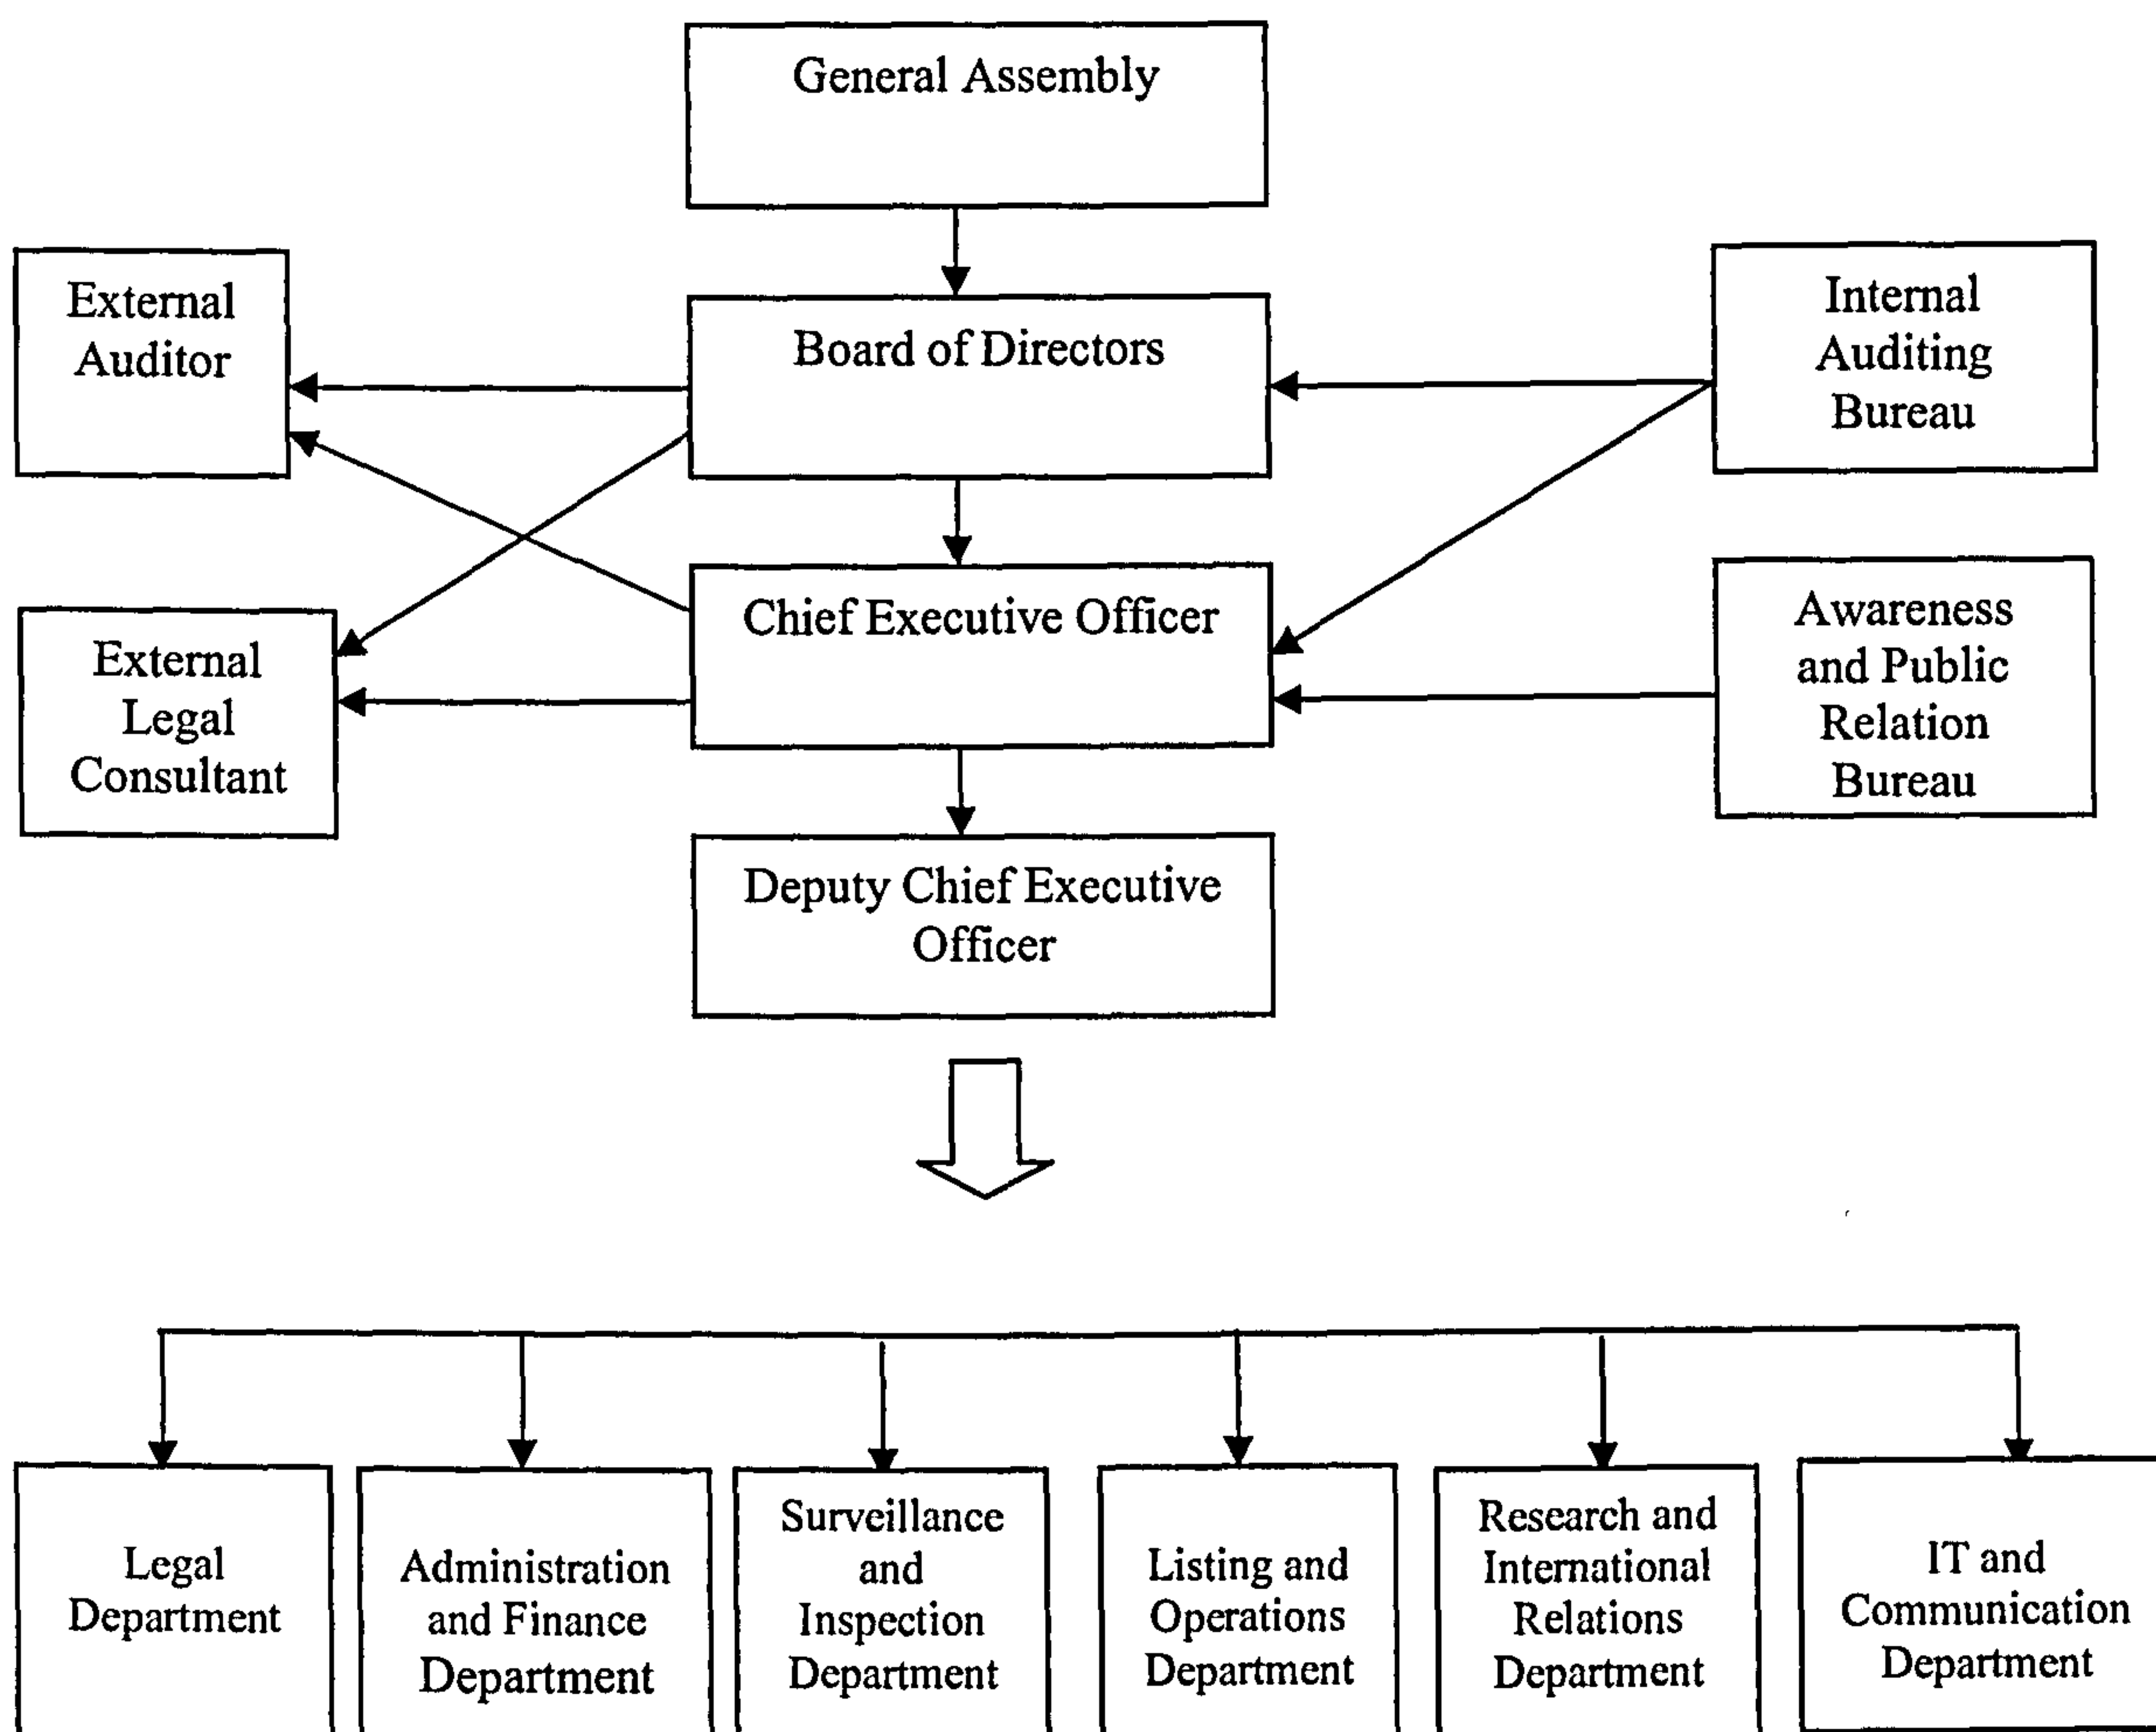 General Assembly
External
Auditor
Board of Directors
Internal
Auditing
Bureau
External
Legal
Consultant
Chief Executive Officer
Awareness
and Public
Relation
Bureau
Deputy Chief Executive
Officer
Legal
Department
Administration
and Finance
Department
Surveillance
and
Inspection
Department
Listing and
Operations
Department
Research and
International
Relations
Department
IT and
Communication
Department